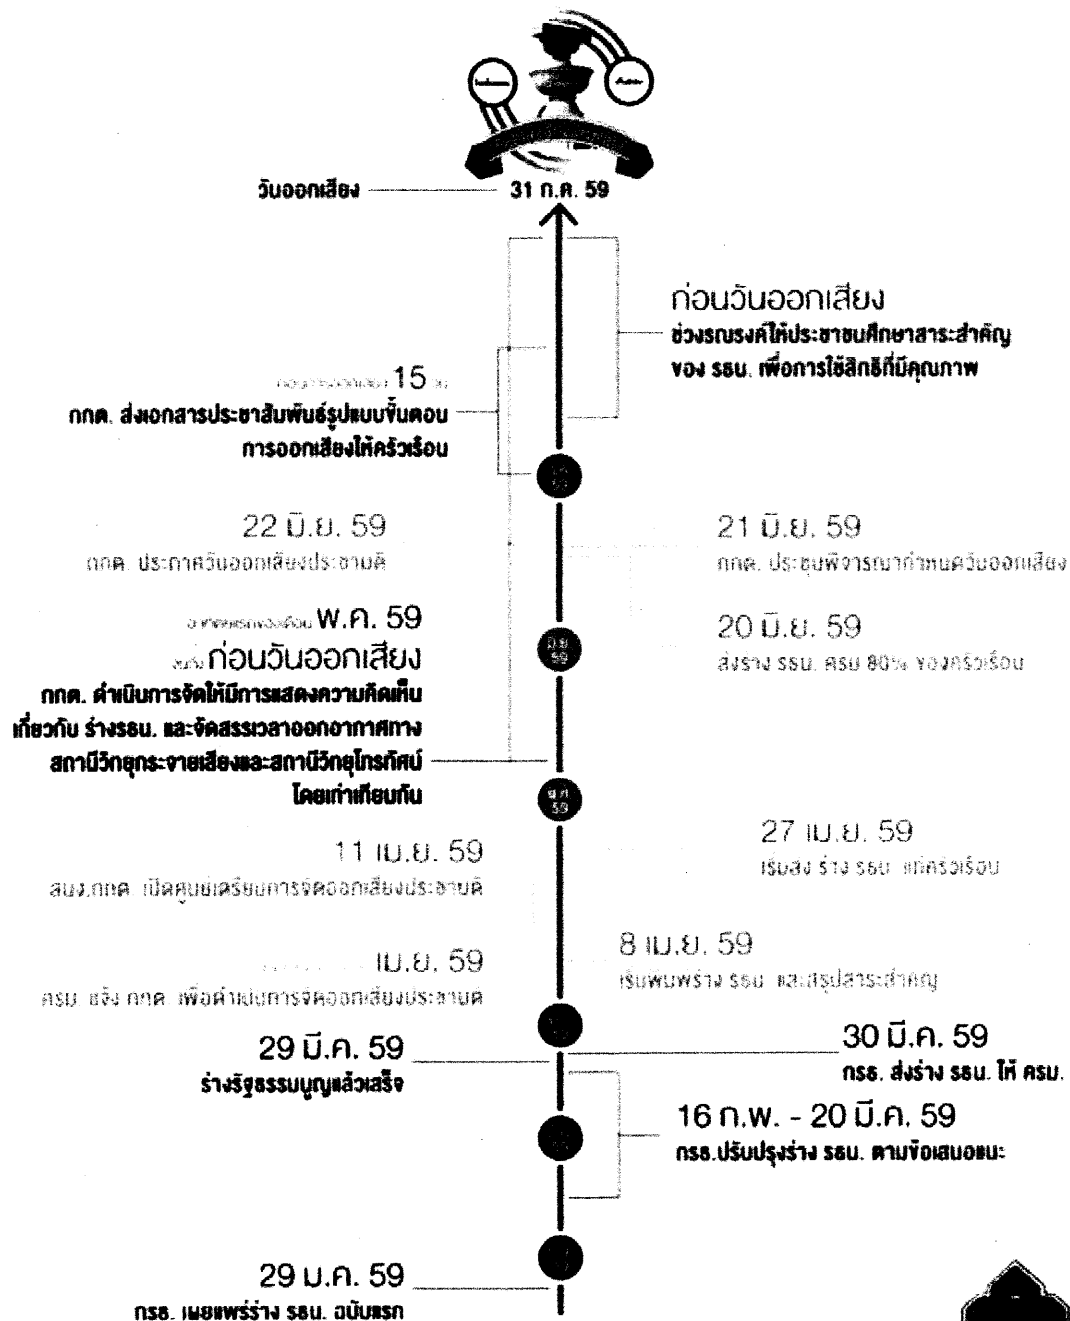 วันออกเสียง
31 ก.ค. 59
ก่อนวันออกเสียง
ช่วงรณรงค์ให้ประชาชนศึกษาสาระสำคัญ
ของ รธน. เพื่อการใช้สิทธิที่มีคุณภาพ
15
กกต. ส่งเอกสารประชาสัมพันธ์รูปแบบขั้นตอน
การออกเสียงให้ครัวเรือน
22 มิ.ย. 59
กกต. ประกาศวันออกเสียงประชามติ
21 มิ.ย. 59
กกต. ประชุมพิจารณากำหนดวันออกเสียง
20 มิ.ย. 59
ส่งร่าง รธน. ครบ 80% ของครัวเรือน
มิ.ย. 59
พ.ค. 59
ก่อนวันออกเสียง
กกต. ดำเนินการจัดให้มีการแสดงความคิดเห็น
เกี่ยวกับ ร่างรธน. และจัดสรรเวลาออกอากาศทาง
สถานีวิทยุกระจายเสียงและสถานีวิทยุโทรทัศน์
โดยเท่าเทียมกัน
พ.ค. 59
27 เม.ย. 59
เริ่มส่ง ร่าง รธน. แก่ครัวเรือน
11 เม.ย. 59
สนง.กกต. เปิดศูนย์เตรียมการจัดออกเสียงประชามติ
8 เม.ย. 59
เริ่มพิมพ์ร่าง รธน. และสรุปสาระสำคัญ
เม.ย. 59
ครม. แจ้ง กกต. เพื่อดำเนินการจัดออกเสียงประชามติ
30 มี.ค. 59
กรธ. ส่งร่าง รธน. ให้ ครม.
29 มี.ค. 59
ร่างรัฐธรรมนูญแล้วเสร็จ
16 ก.พ. - 20 มี.ค. 59
กรธ.ปรับปรุงร่าง รธน. ตามข้อเสนอแนะ
29 ม.ค. 59
กรธ. เผยแพร่ร่าง รธน. ฉบับแรก